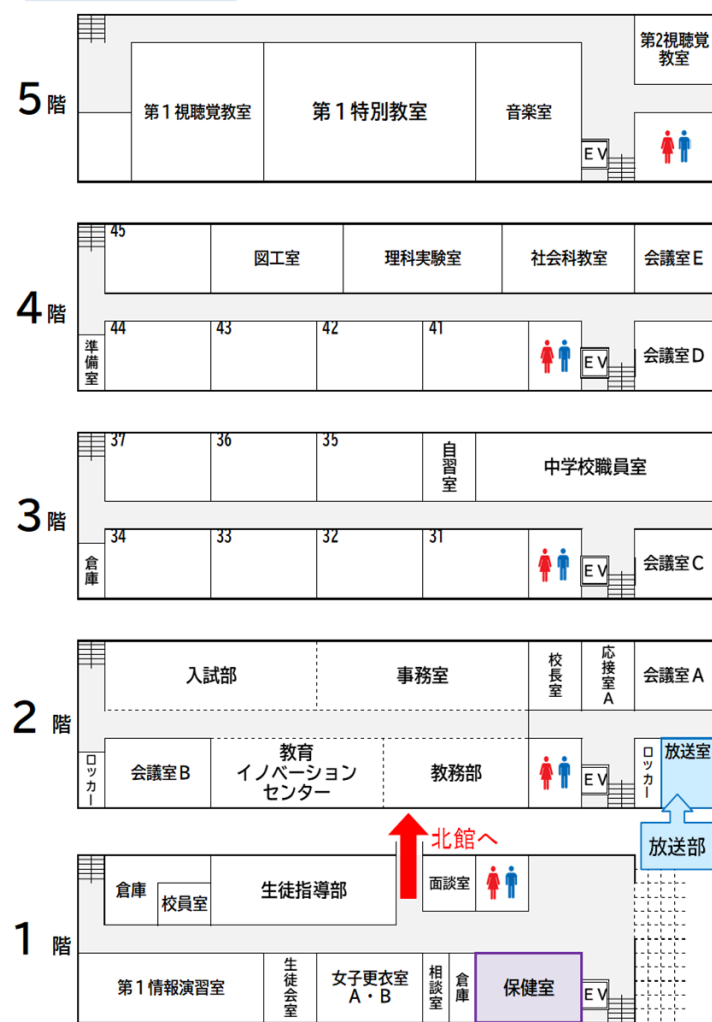 第2視聴覚
教室
5階
第1視聴覚教室
第1特別教室
音楽室
EV
45
図工室
理科実験室
社会科教室
会議室E
4階
44
43
42
41
準備室
EV
会議室D
37
36
35
自習室
中学校職員室
3階
34
33
32
31
倉庫
EV
会議室C
入試部
事務室
校長室
応接室A
会議室A
2階
ロッカー
会議室B
教育
イノベーション
センター
教務部
EV
ロッカー
放送室
北館へ
放送部
倉庫
校員室
生徒指導部
面談室
1階
第1情報演習室
生徒会室
女子更衣室
A・B
相談室
倉庫
保健室
EV